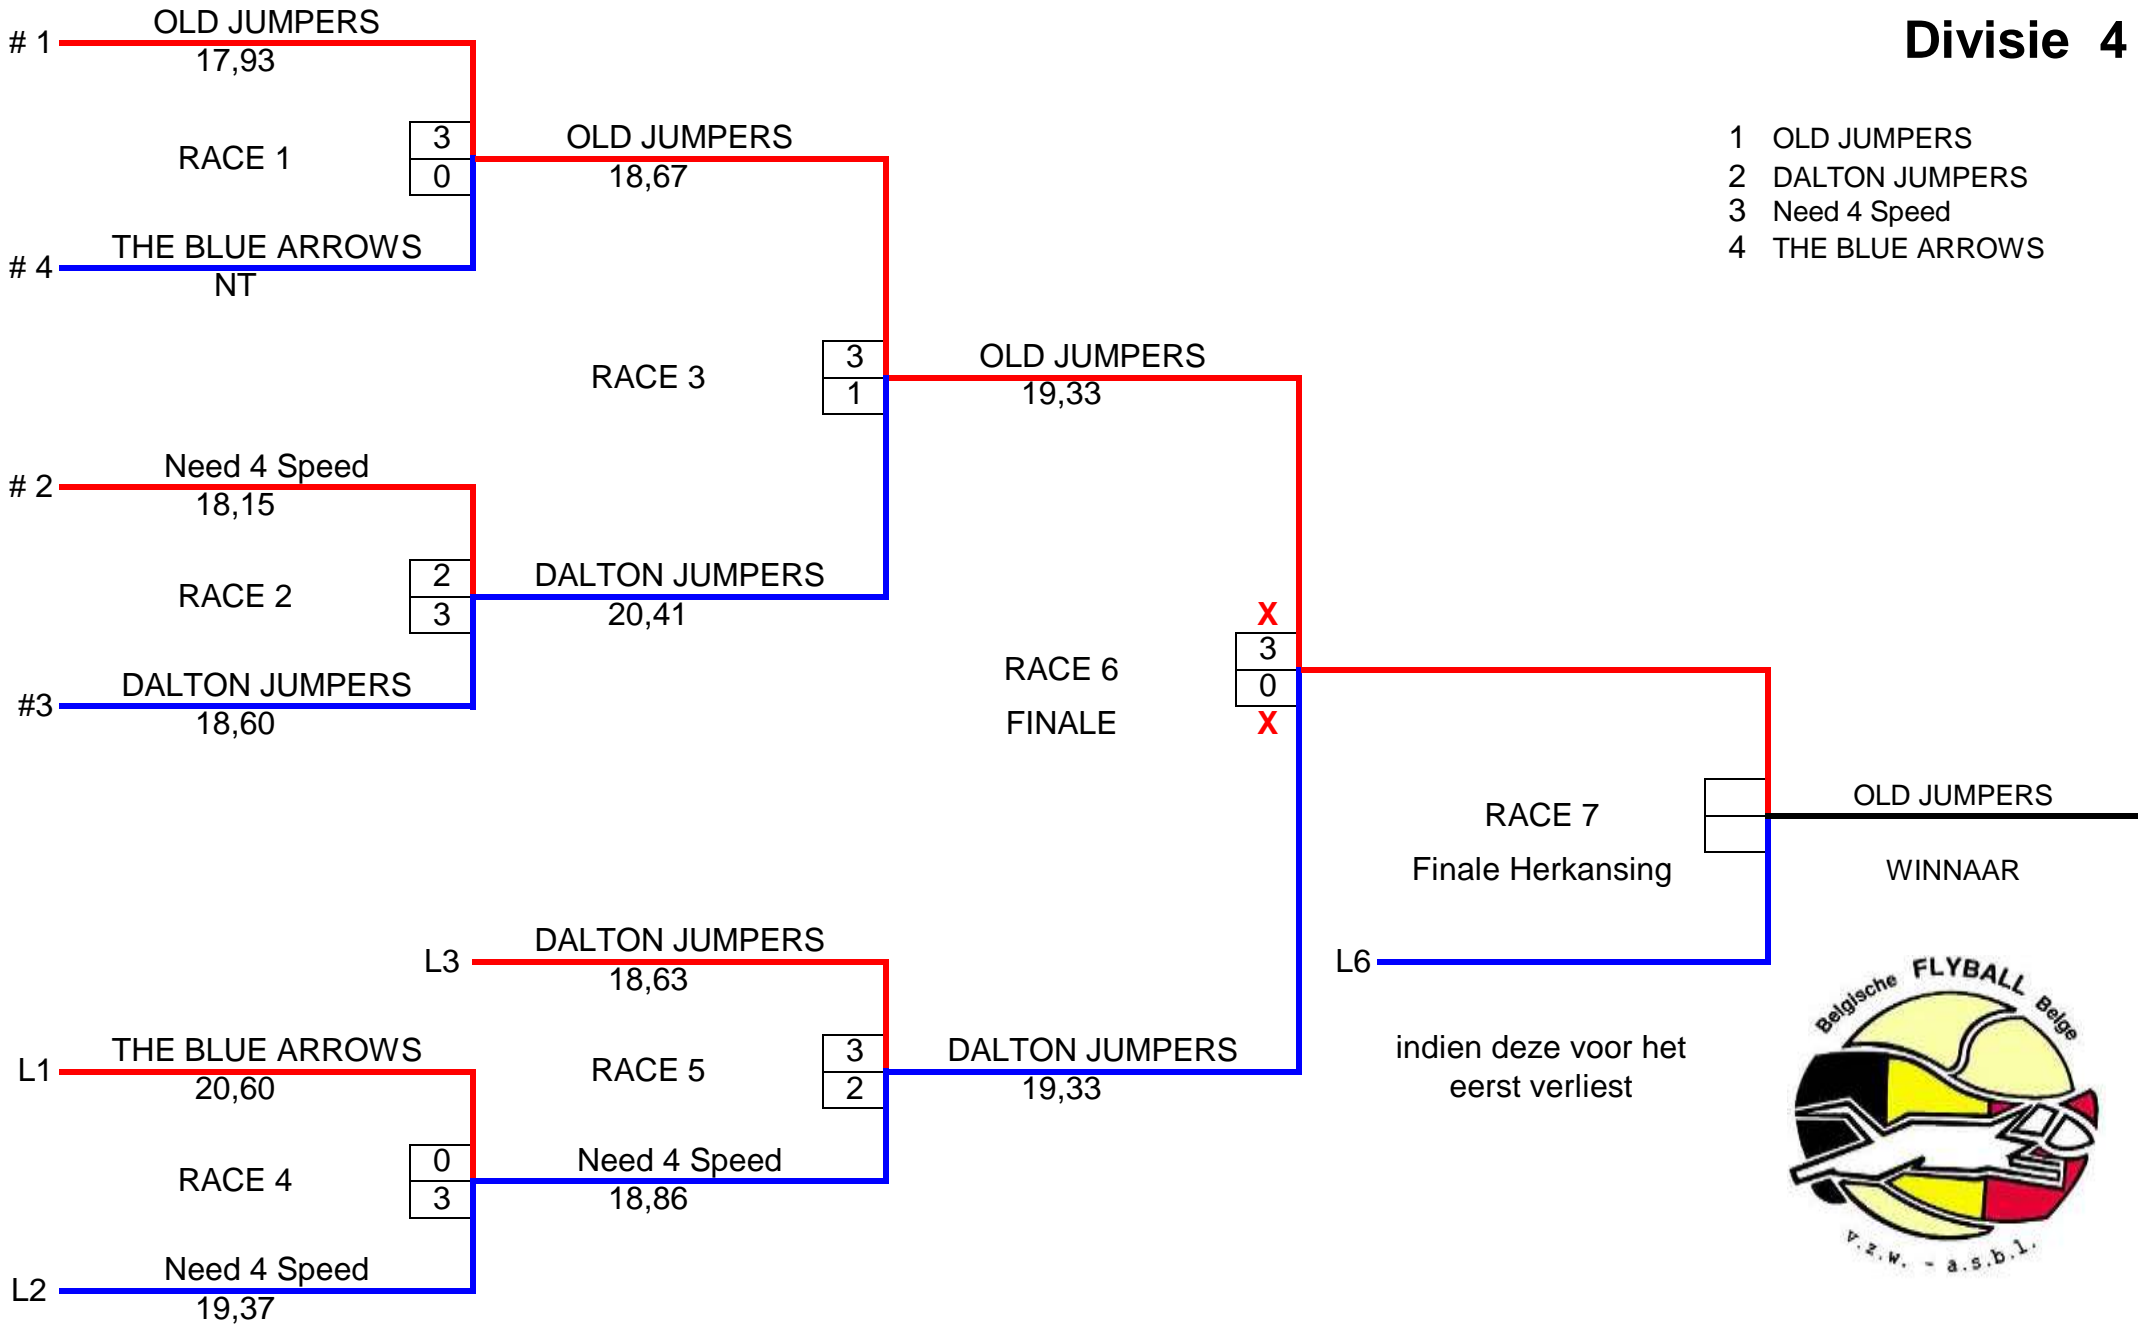 Divisie 4
1 OLD JUMPERS
2 DALTON JUMPERS
3 Need 4 Speed
4 THE BLUE ARROWS
# 1
OLD JUMPERS
17,93
RACE 1
3
0
# 4
THE BLUE ARROWS
NT
OLD JUMPERS
18,67
RACE 3
3
1
# 2
Need 4 Speed
18,15
RACE 2
2
3
#3
DALTON JUMPERS
18,60
DALTON JUMPERS
20,41
OLD JUMPERS
19,33
RACE 6
FINALE
X
3
0
X
RACE 7
Finale Herkansing
OLD JUMPERS
WINNAAR
L6
indien deze voor het
eerst verliest
L3
DALTON JUMPERS
18,63
RACE 5
3
2
DALTON JUMPERS
19,33
L1
THE BLUE ARROWS
20,60
RACE 4
0
3
Need 4 Speed
18,86
L2
Need 4 Speed
19,37
Belgische FLYBALL Belge
v.z.w. - a.s.b.l.